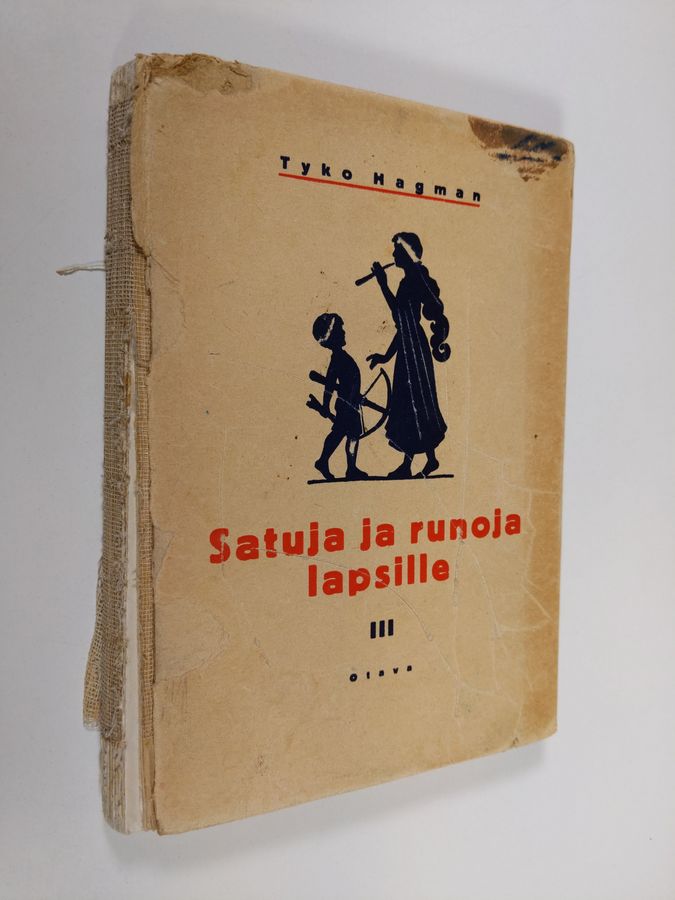 Tyko Hagman
Satuja ja runoja
lapsille
III
Otava